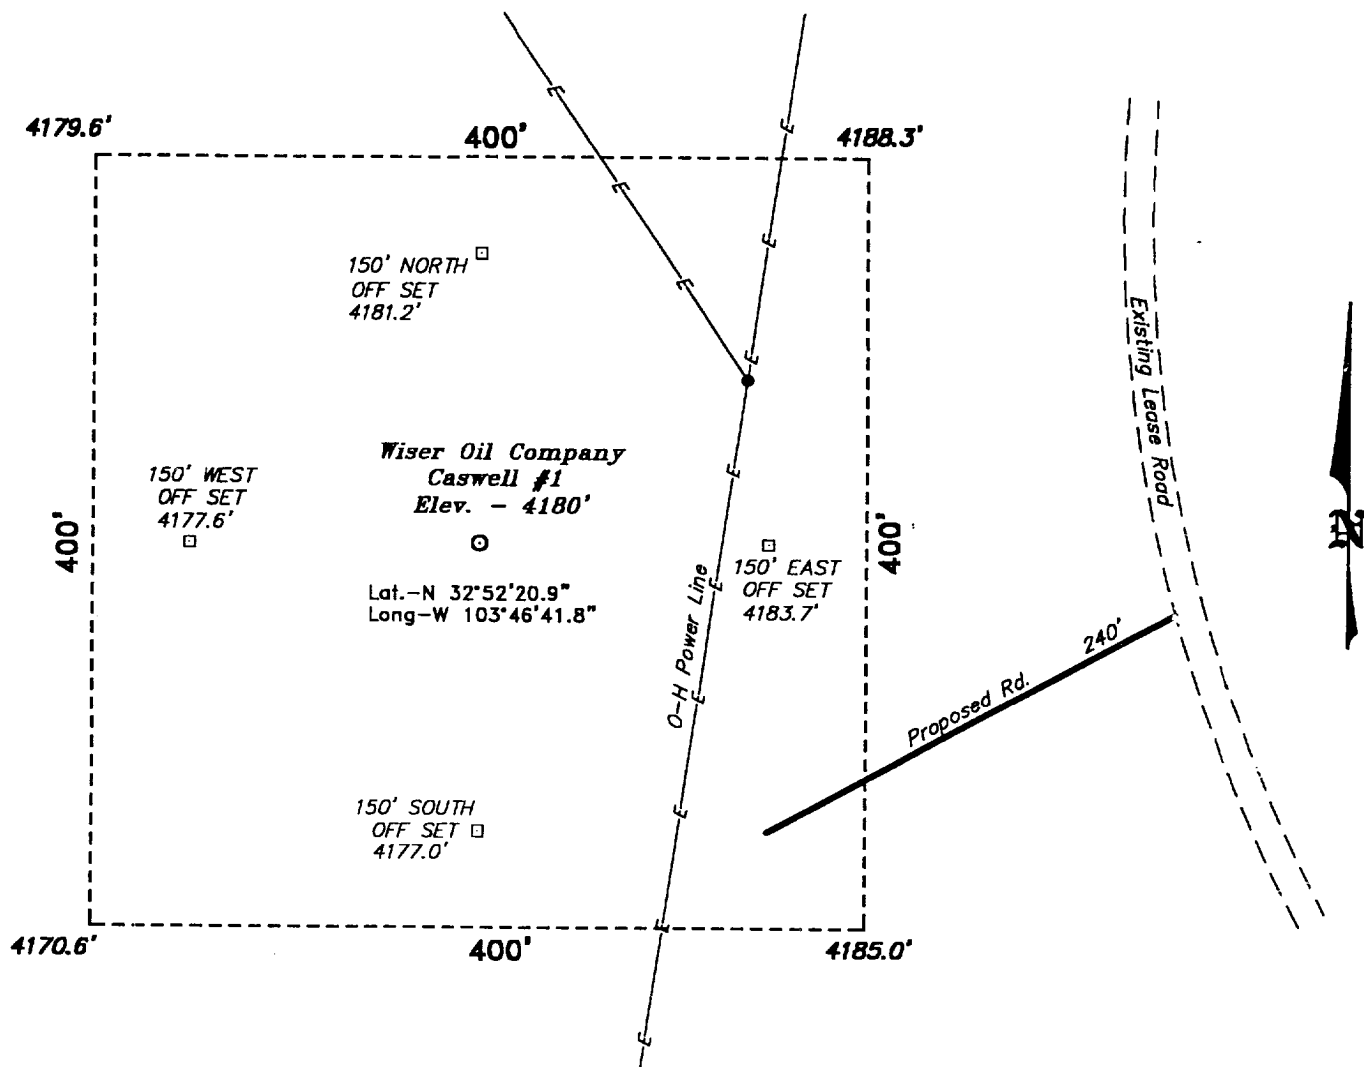 4179.6'
400'
4188.3'
150' NORTH
OFF SET
4181.2'
Existing Lease Road
Wiser Oil Company
Caswell #1
Elev. - 4180'
150' WEST
OFF SET
4177.6'
400'
400'
N
Lat.-N 32°52'20.9"
Long-W 103°46'41.8"
150' EAST
OFF SET
4183.7'
O-H Power Line
E
E
E
E
E
E
E
E
E
E
E
E
240'
Proposed Rd.
150' SOUTH
OFF SET
4177.0'
4170.6'
400'
4185.0'